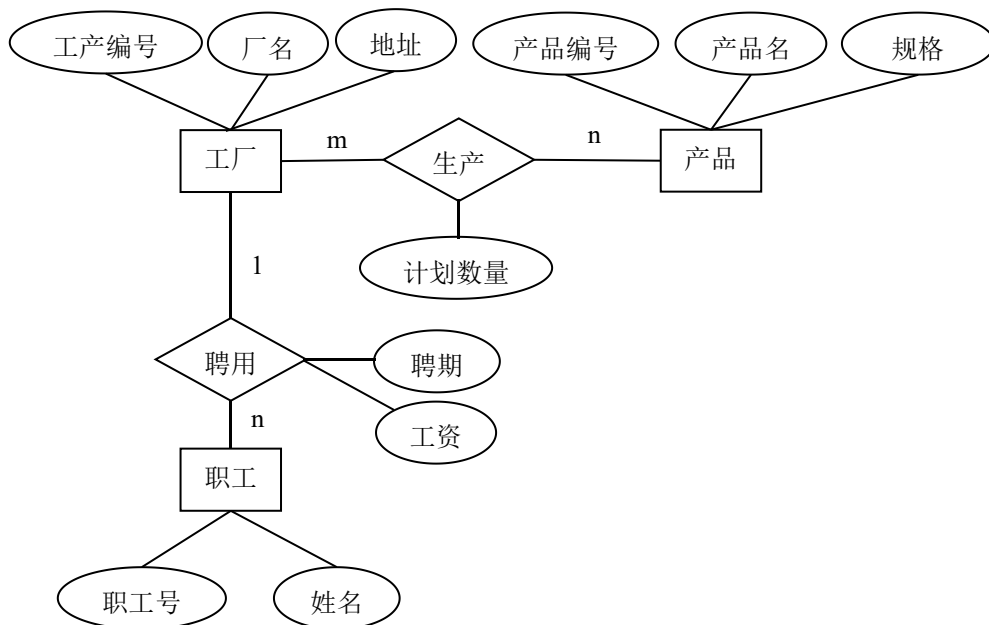 工产编号
厂名
地址
产品编号
产品名
规格
工厂
m
生产
n
产品
计划数量
1
聘用
聘期
n
工资
职工
职工号
姓名